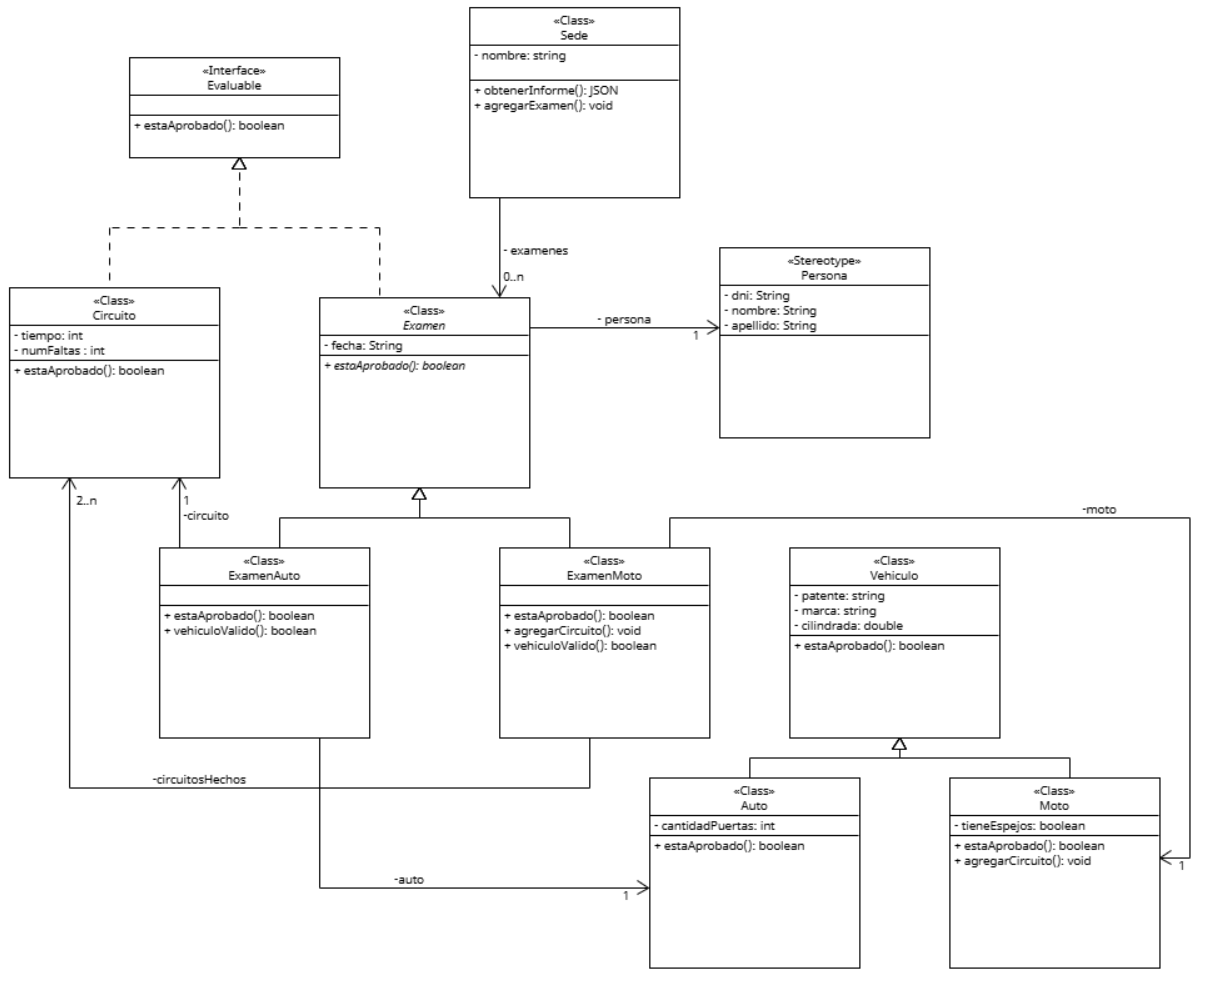 «Class»
Sede
- nombre: string
+ obtenerInforme(): JSON
+ agregarExamen(): void
«Interface»
Evaluable
+ estaAprobado(): boolean
- examenes
0..n
«Stereotype»
Persona
- dni: String
- nombre: String
- apellido: String
«Class»
Circuito
- tiempo: int
- numFaltas : int
+ estaAprobado(): boolean
«Class»
Examen
- fecha: String
+ estaAprobado(): boolean
- persona
1
2..n
1
-circuito
-moto
«Class»
ExamenAuto
+ estaAprobado(): boolean
+ vehiculoValido(): boolean
«Class»
ExamenMoto
+ estaAprobado(): boolean
+ agregarCircuito(): void
+ vehiculoValido(): boolean
«Class»
Vehiculo
- patente: string
- marca: string
- cilindrada: double
+ estaAprobado(): boolean
-circuitosHechos
«Class»
Auto
- cantidadPuertas: int
+ estaAprobado(): boolean
«Class»
Moto
- tieneEspejos: boolean
+ estaAprobado(): boolean
+ agregarCircuito(): void
-auto
1
1